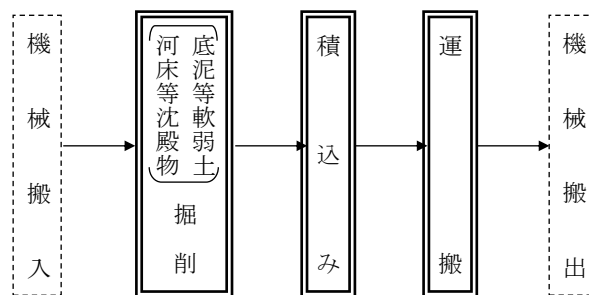 機械搬入
底泥等軟弱土
河床等沈殿物
掘削
積込み
運搬
機械搬出